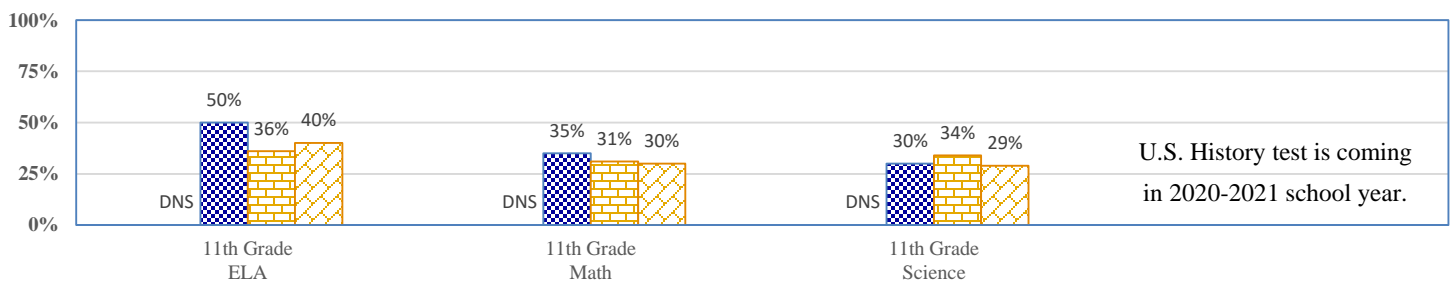 100%
75%
50%
25%
0%
DNS
50%
36%
40%
DNS
35%
31%
30%
DNS
30%
34%
29%
U.S. History test is coming
in 2020-2021 school year.
11th Grade
ELA
11th Grade
Math
11th Grade
Science